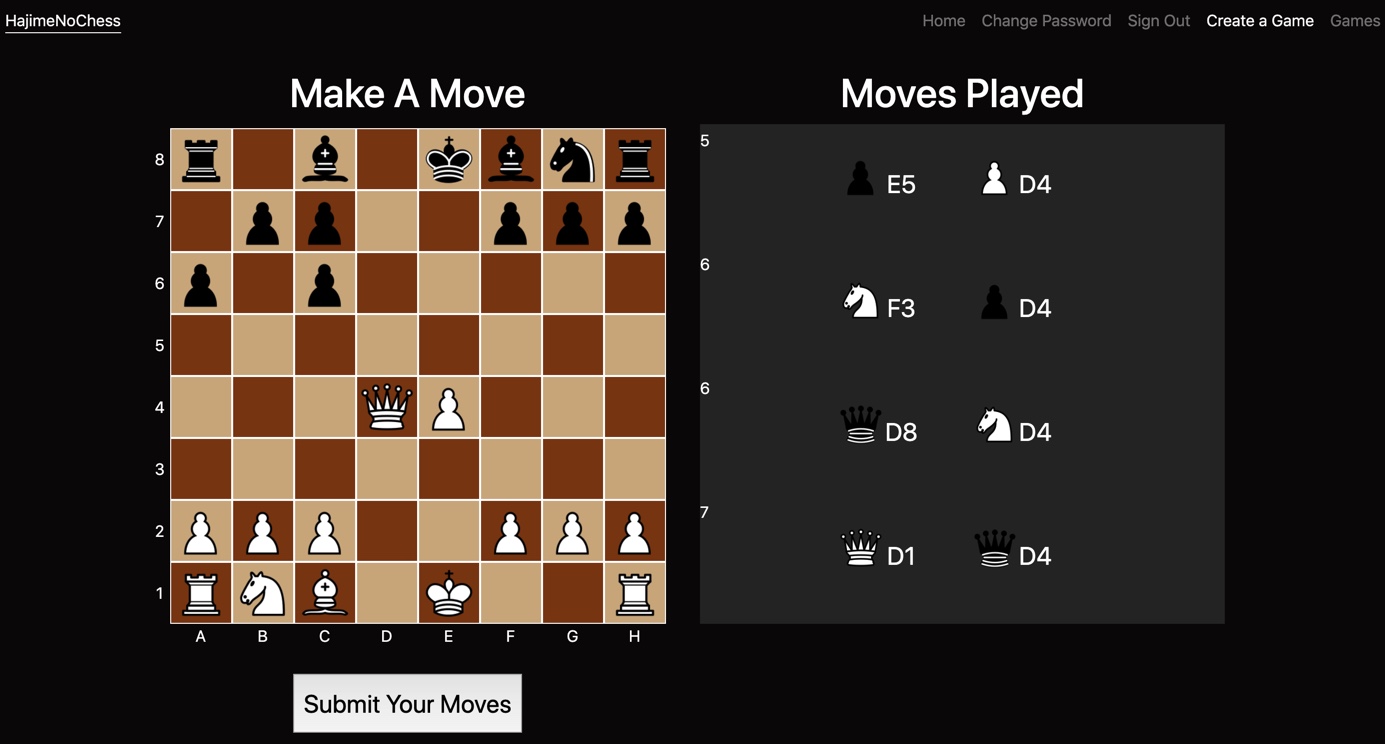 HajimeNoChess
Home Change Password Sign Out Create a Game Games
Make A Move
8
7
6
5
4
3
2
1
A B C D E F G H
Submit Your Moves
Moves Played
5
E5 D4
6
F3 D4
6
D8 D4
7
D1 D4